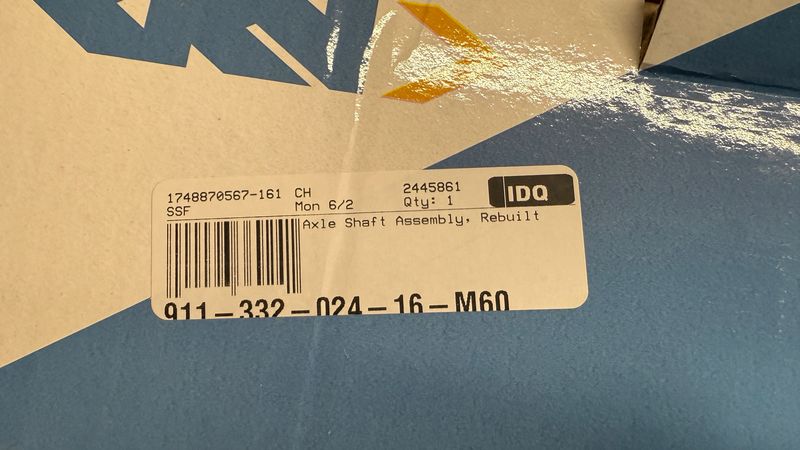 1748870567-161 CH 2445861 IDQ
SSF Mon 6/2 Qty: 1
Axle Shaft Assembly, Rebuilt
911-332-024-16-M60